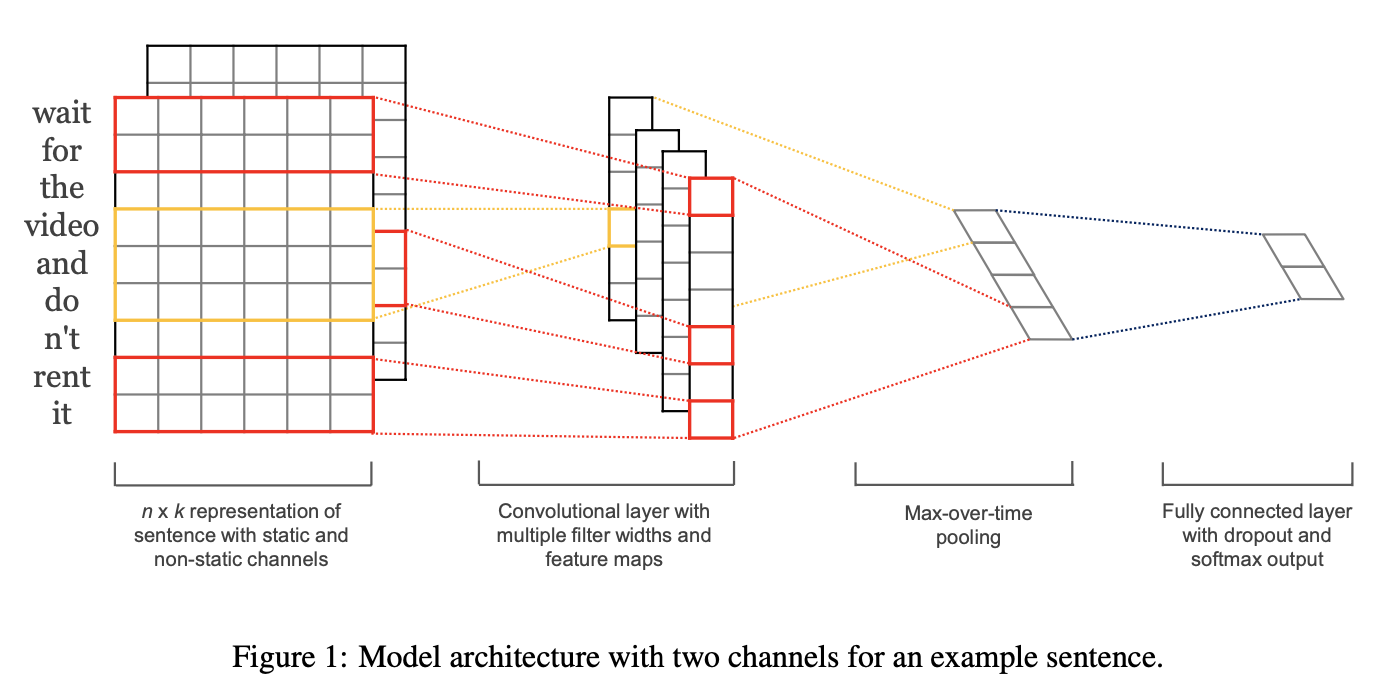 wait
for
the
video
and
do
n't
rent
it
n x k representation of
sentence with static and
non-static channels
Convolutional layer with
multiple filter widths and
feature maps
Max-over-time
pooling
Fully connected layer
with dropout and
softmax output
Figure 1: Model architecture with two channels for an example sentence.